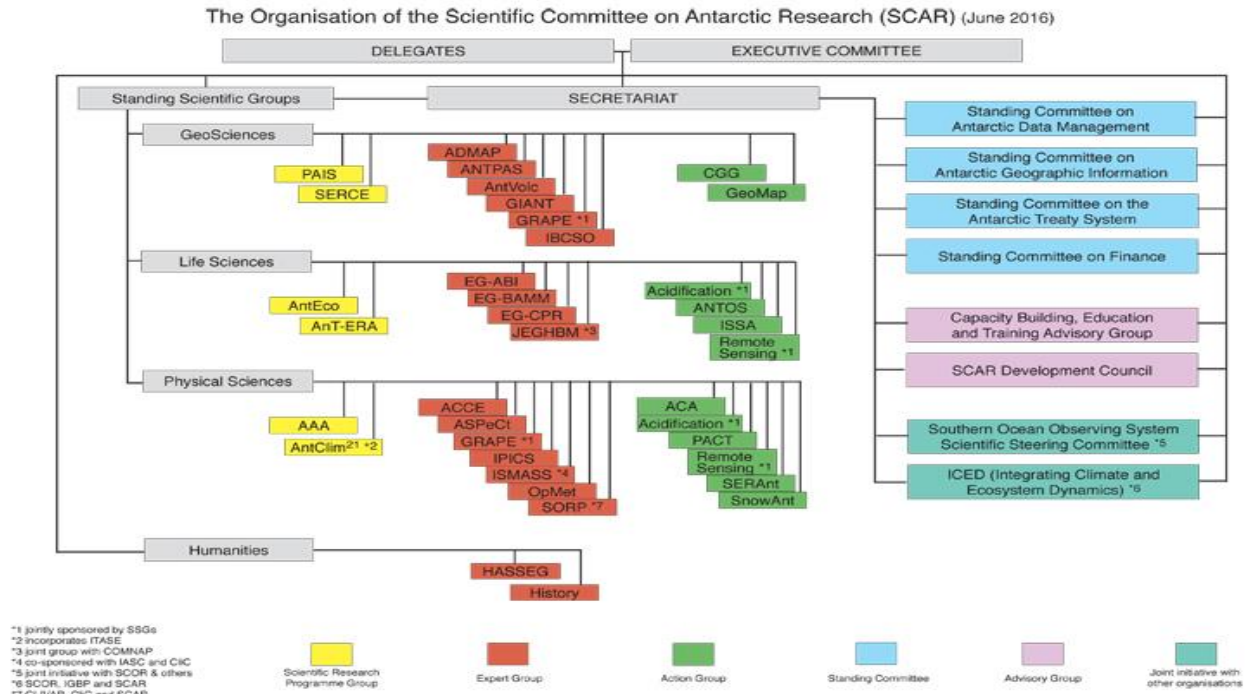 The Organisation of the Scientific Committee on Antarctic Research (SCAR) (June 2016)
DELEGATES
EXECUTIVE COMMITTEE
Standing Scientific Groups
SECRETARIAT
GeoSciences
PAIS
SERCE
ADMAP
ANTPAS
AntVolc
GIANT
GRAPE *1
IBCSO
CGG
GeoMap
Life Sciences
AntEco
AnT-ERA
EG-ABI
EG-BAMM
EG-CPR
JEGHBM *3
Acidification *1
ANTOS
ISSA
Remote
Sensing *1
Physical Sciences
AAA
AntClim²¹ *2
ACCE
ASPeCt
GRAPE *1
IPICS
ISMASS *4
OpMet
SORP *7
ACA
Acidification *1
PACT
Remote
Sensing *1
SERAnt
SnowAnt
Humanities
HASSEG
History
Standing Committee on
Antarctic Data Management
Standing Committee on
Antarctic Geographic Information
Standing Committee on the
Antarctic Treaty System
Standing Committee on Finance
Capacity Building, Education
and Training Advisory Group
SCAR Development Council
Southern Ocean Observing System
Scientific Steering Committee *5
ICED (Integrating Climate and
Ecosystem Dynamics) *6
*1 jointly sponsored by SSGs
*2 incorporates ITASE
*3 joint group with COMNAP
*4 co-sponsored with IASC and CliC
*5 joint initiative with SCOR & others
*6 SCOR, IGBP and SCAR
*7 CLIVAR, CliC and SCAR
Scientific Research
Programme Group
Expert Group
Action Group
Standing Committee
Advisory Group
Joint initiative with
other organisations